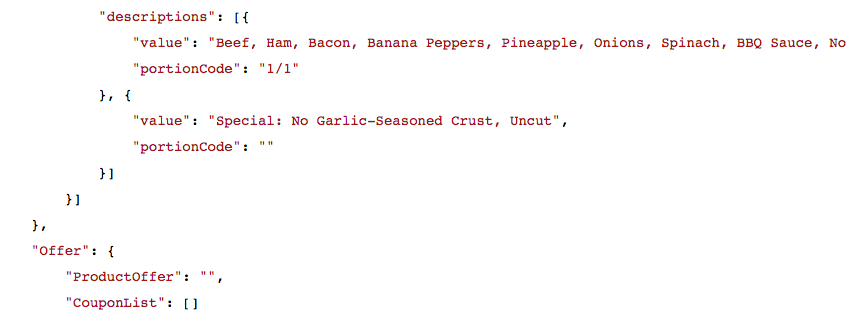 "descriptions": [{
"value": "Beef, Ham, Bacon, Banana Peppers, Pineapple, Onions, Spinach, BBQ Sauce, No
"portionCode": "1/1"
}, {
"value": "Special: No Garlic-Seasoned Crust, Uncut",
"portionCode": ""
}]
}]
},
"Offer": {
"ProductOffer": "",
"CouponList": []